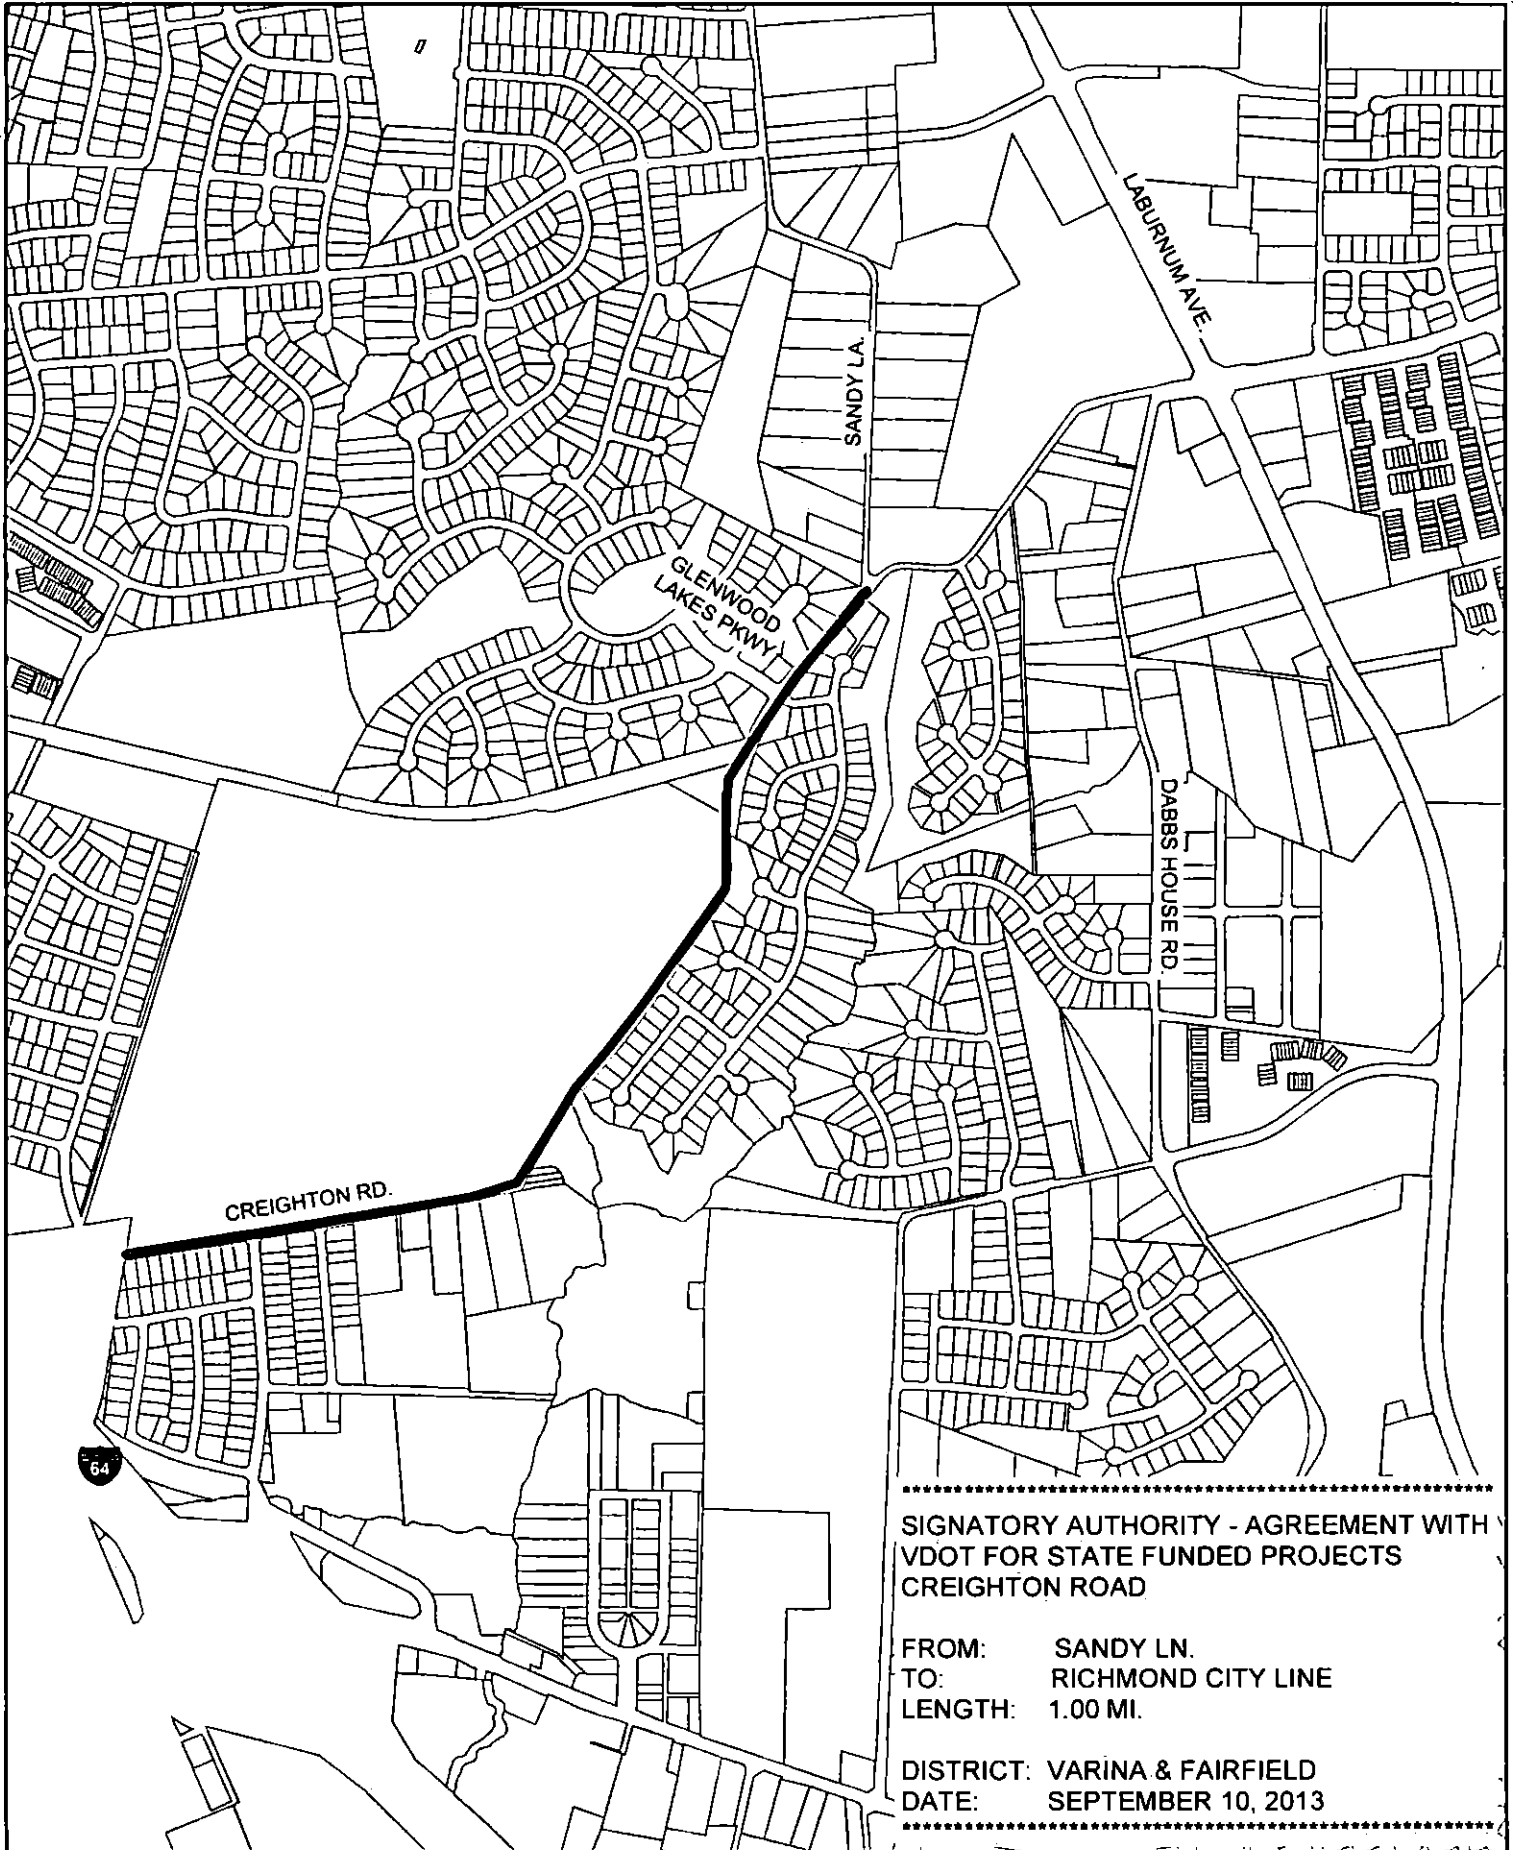 LABURNUM AVE.
SANDY LA.
GLENWOOD
LAKES PKWY
DABBS HOUSE RD.
CREIGHTON RD.
64
SIGNATORY AUTHORITY - AGREEMENT WITH
VDOT FOR STATE FUNDED PROJECTS
CREIGHTON ROAD
FROM: SANDY LN.
TO: RICHMOND CITY LINE
LENGTH: 1.00 MI.
DISTRICT: VARINA & FAIRFIELD
DATE: SEPTEMBER 10, 2013